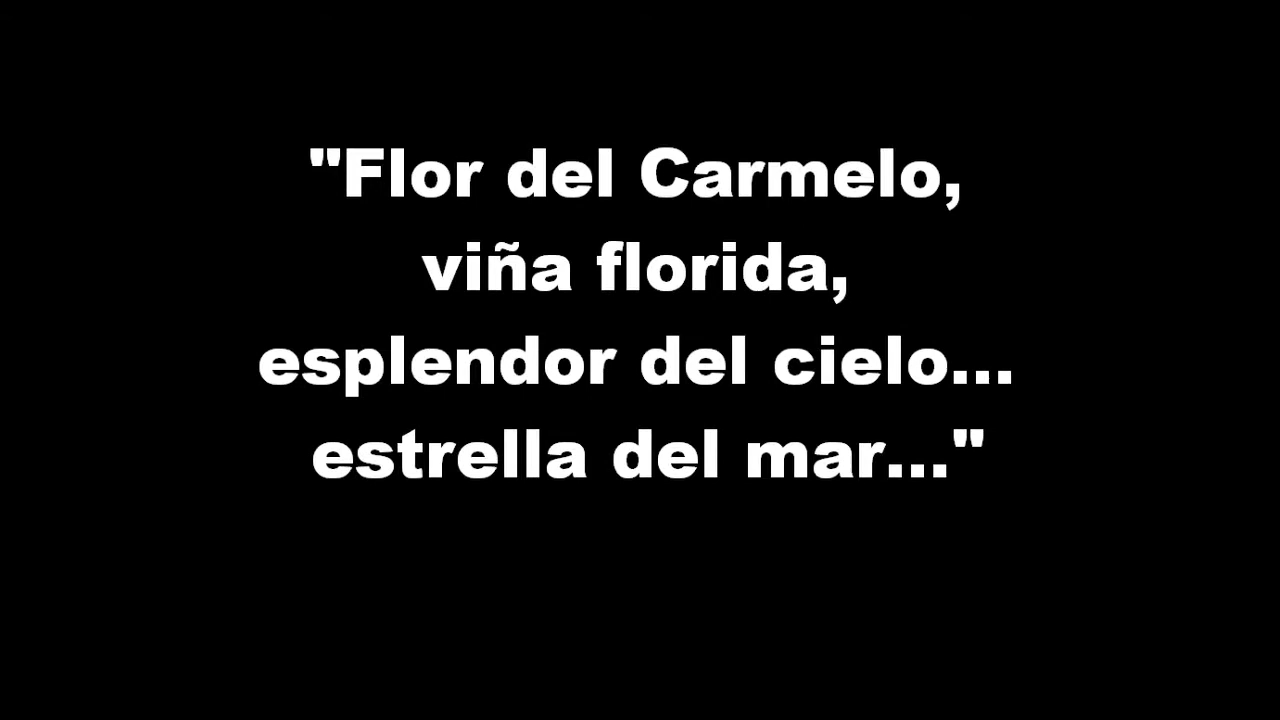 "Flor del Carmelo,
viña florida,
esplendor del cielo...
estrella del mar..."